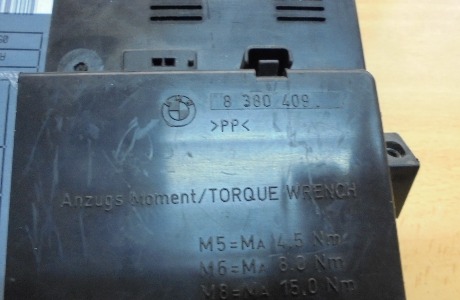 8 380 409
>PP<
Anzugs Moment/TORQUE WRENCH
M5=MA 4.5 Nm
M6=MA 8.0 Nm
M8=MA 15.0 Nm